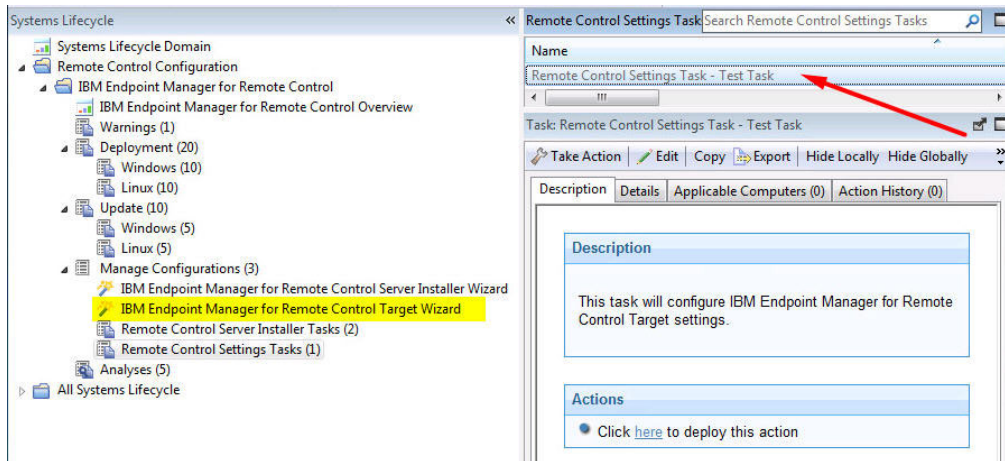 Systems Lifecycle
«
Systems Lifecycle Domain
Remote Control Configuration
IBM Endpoint Manager for Remote Control
IBM Endpoint Manager for Remote Control Overview
Warnings (1)
Deployment (20)
Windows (10)
Linux (10)
Update (10)
Windows (5)
Linux (5)
Manage Configurations (3)
IBM Endpoint Manager for Remote Control Server Installer Wizard
IBM Endpoint Manager for Remote Control Target Wizard
Remote Control Server Installer Tasks (2)
Remote Control Settings Tasks (1)
Analyses (5)
All Systems Lifecycle
Remote Control Settings Task
Search Remote Control Settings Tasks
Name
Remote Control Settings Task - Test Task
Task: Remote Control Settings Task - Test Task
Take Action Edit Copy Export Hide Locally Hide Globally »
Description Details Applicable Computers (0) Action History (0)
Description
This task will configure IBM Endpoint Manager for Remote
Control Target settings.
Actions
Click here to deploy this action